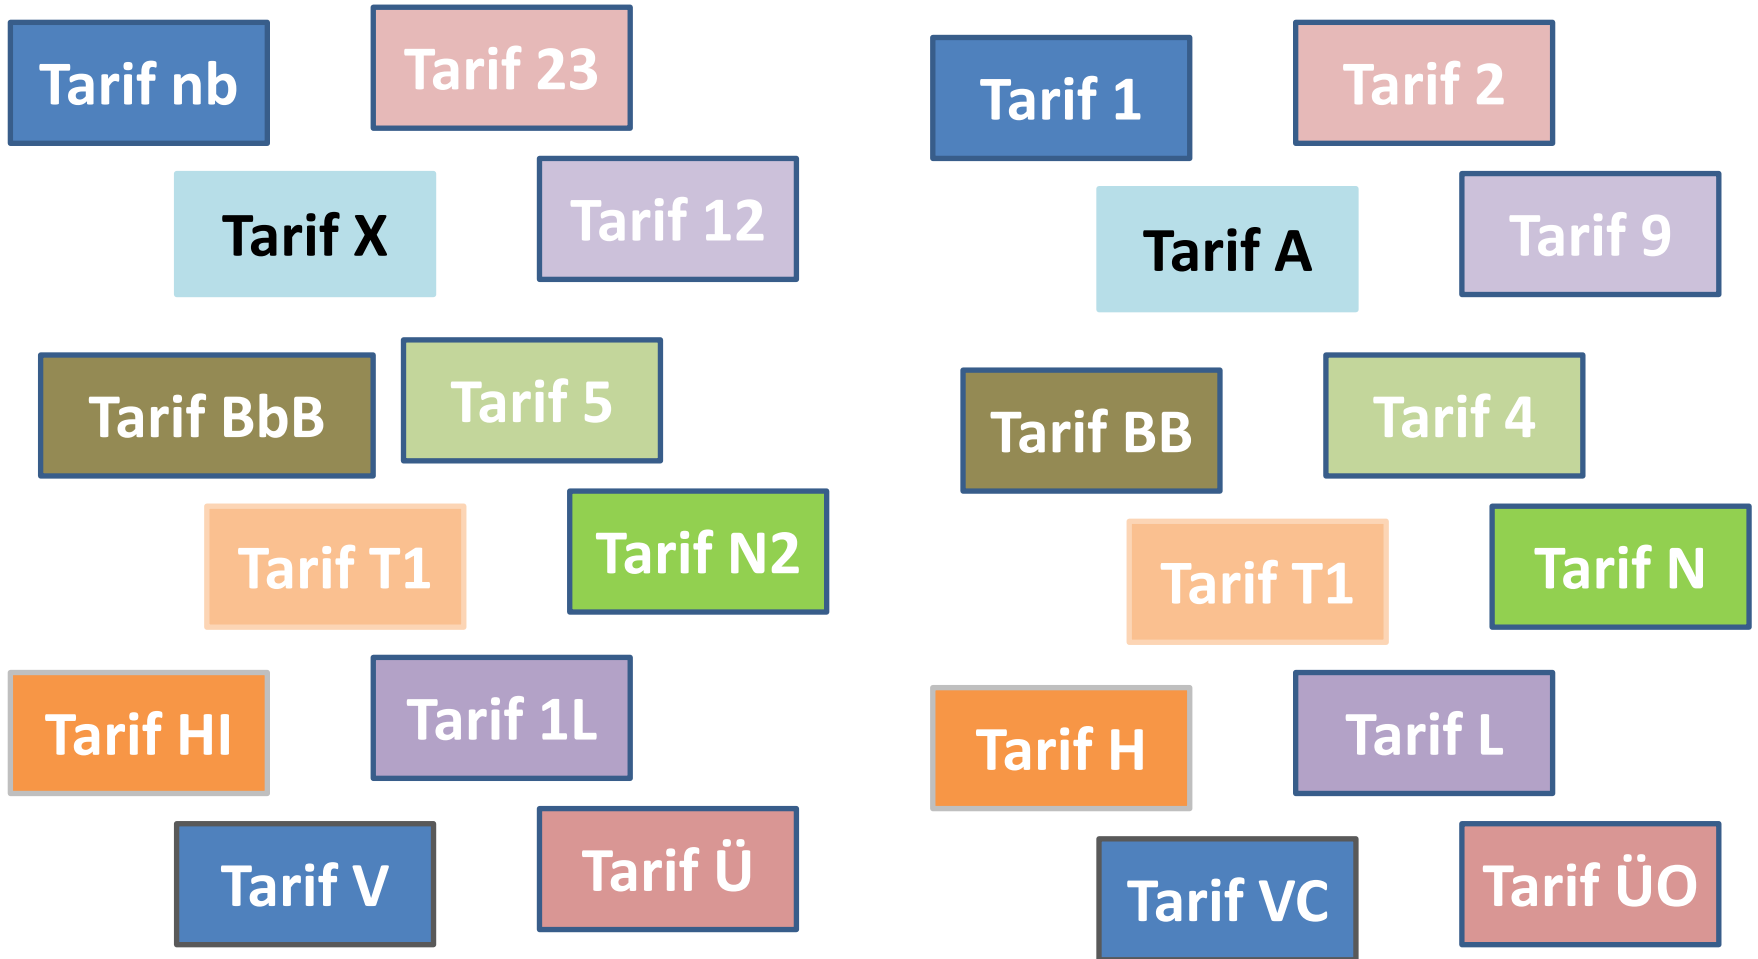 Tarif nb
Tarif 23
Tarif X
Tarif 12
Tarif BbB
Tarif 5
Tarif T1
Tarif N2
Tarif HI
Tarif 1L
Tarif V
Tarif Ü
Tarif 1
Tarif 2
Tarif A
Tarif 9
Tarif BB
Tarif 4
Tarif T1
Tarif N
Tarif H
Tarif L
Tarif VC
Tarif ÜO